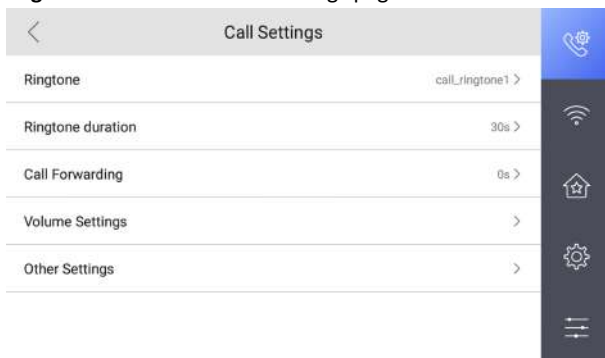 Call Settings
Ringtone call_ringtone1
Ringtone duration 30s
Call Forwarding 0s
Volume Settings
Other Settings